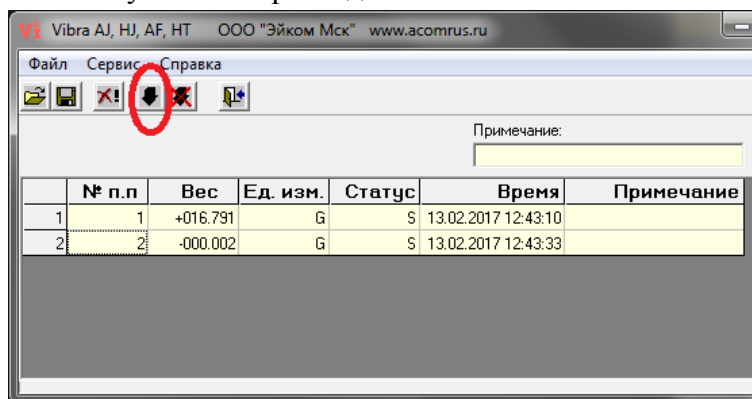 Vibra AJ, HJ, AF, HT ООО "Эйком Мск" www.acomrus.ru
Файл Сервис Справка
Примечание:
№ п.п Вес Ед. изм. Статус Время Примечание
1 1 +016.791 G S 13.02.2017 12:43:10
2 2 -000.002 G S 13.02.2017 12:43:33